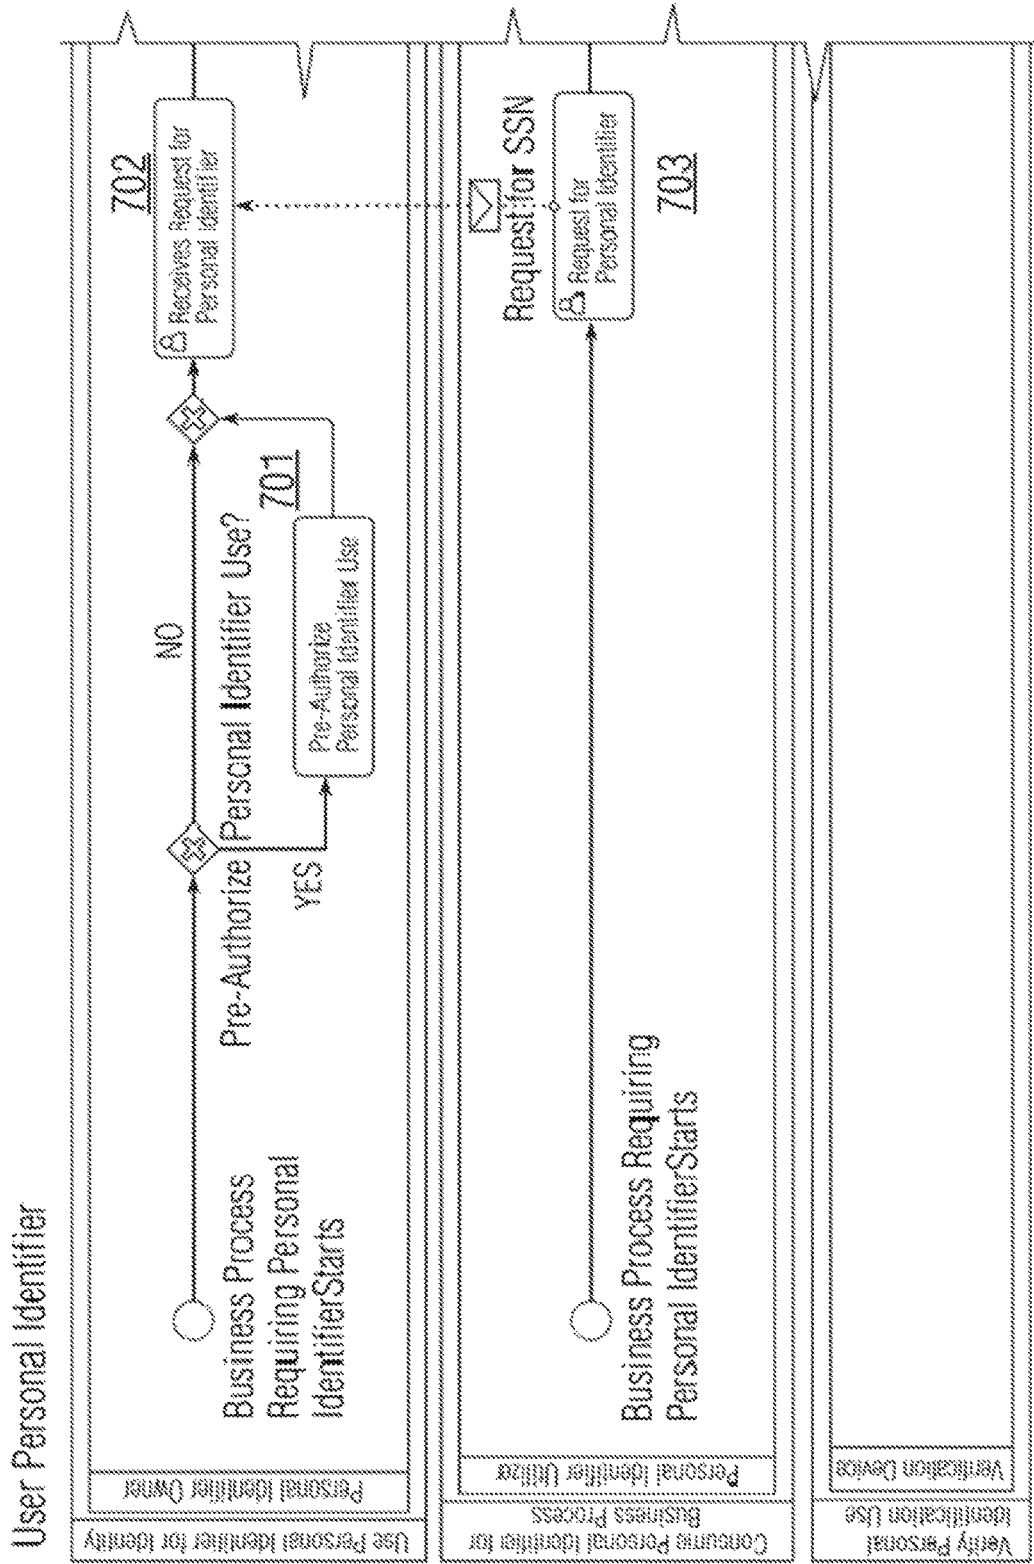 User Personal Identifier
Use Personal Identifier for Identity
Personal Identifier Owner
Business Process
Requiring Personal
IdentifierStarts
Pre-Authorize Personal Identifier Use?
NO
YES
Pre-Authorize
Personal Identifier Use
701
Receives Request for
Personal Identifier
702
Consume Personal Identifier for
Business Process
Personal Identifier Utilizor
Business Process Requiring
Personal IdentifierStarts
Request for SSN
Request for
Personal Identifier
703
Verify Personal
Identification Use
Verification Device